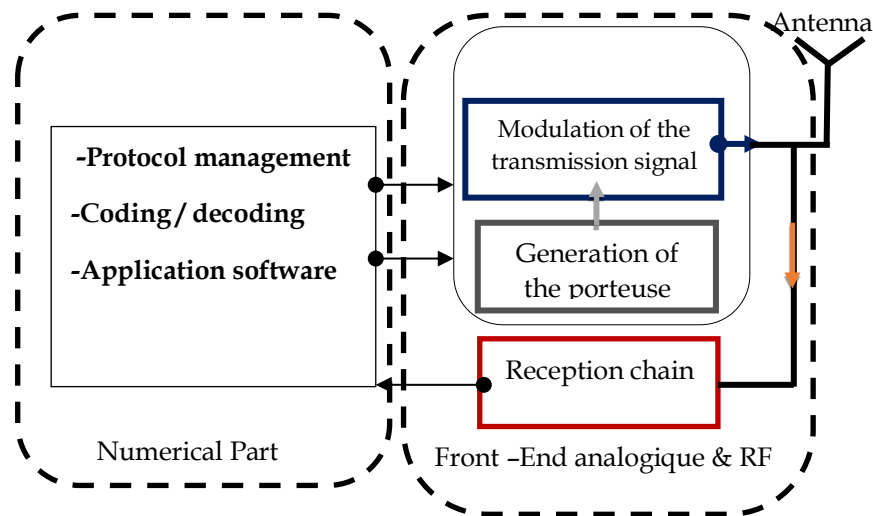 Antenna
-Protocol management
-Coding/ decoding
-Application software
Modulation of the
transmission signal
Generation of
the porteuse
Reception chain
Numerical Part
Front –End analogique & RF